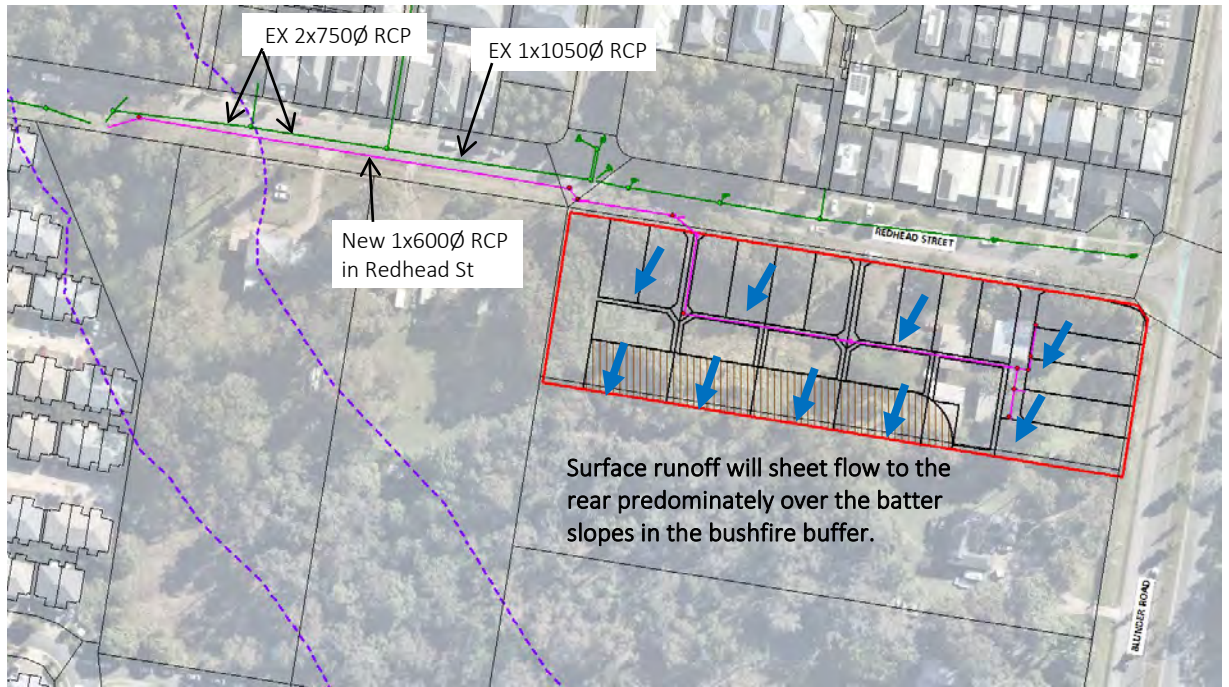 EX 2x750Ø RCP
EX 1x1050Ø RCP
New 1x600Ø RCP
in Redhead St
REDHEAD STREET
Surface runoff will sheet flow to the
rear predominately over the batter
slopes in the bushfire buffer.
BLUNDER ROAD